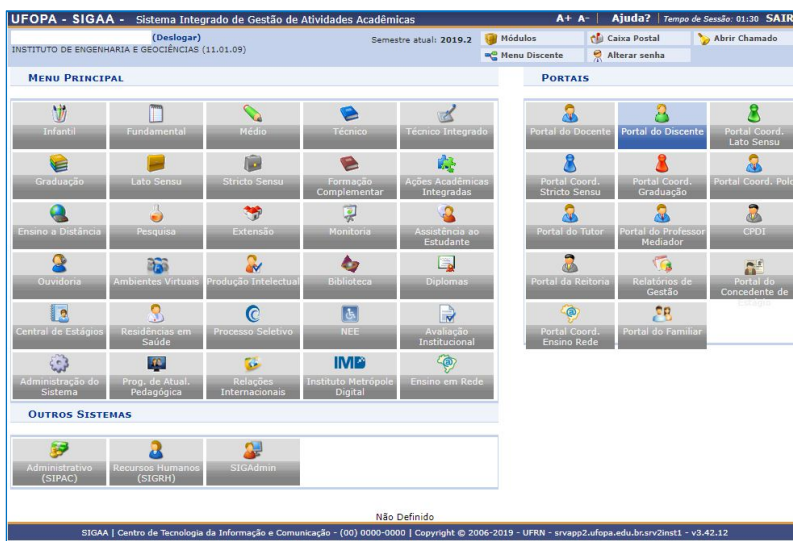 UFOPA - SIGAA - Sistema Integrado de Gestão de Atividades Acadêmicas
A+ A- Ajuda? Tempo de Sessão: 01:30 SAIR
(Deslogar)
Semestre atual: 2019.2
INSTITUTO DE ENGENHARIA E GEOCIÊNCIAS (11.01.09)
Módulos Caixa Postal Abrir Chamado
Menu Discente Alterar senha
MENU PRINCIPAL
Infantil Fundamental Médio Técnico Técnico Integrado
Graduação Lato Sensu Stricto Sensu Formação Complementar Ações Acadêmicas Integradas
Ensino a Distância Pesquisa Extensão Monitoria Assistência ao Estudante
Ouvidoria Ambientes Virtuais Produção Intelectual Biblioteca Diplomas
Central de Estágios Residências em Saúde Processo Seletivo NEE Avaliação Institucional
IMD
Administração do Sistema Prog. de Atual. Pedagógica Relações Internacionais Instituto Metrópole Digital Ensino em Rede
OUTROS SISTEMAS
Administrativo (SIPAC) Recursos Humanos (SIGRH) SIGAdmin
PORTAIS
Portal do Docente Portal do Discente Portal Coord. Lato Sensu
Portal Coord. Stricto Sensu Portal Coord. Graduação Portal Coord. Polo
Portal do Tutor Portal do Professor Mediador CPDI
Portal da Reitoria Relatórios de Gestão Portal do Concedente de
Portal Coord. Ensino Rede Portal do Familiar
Não Definido
SIGAA | Centro de Tecnologia da Informação e Comunicação - (00) 0000-0000 | Copyright © 2006-2019 - UFRN - srvapp2.ufopa.edu.br.srv2inst1 - v3.42.12